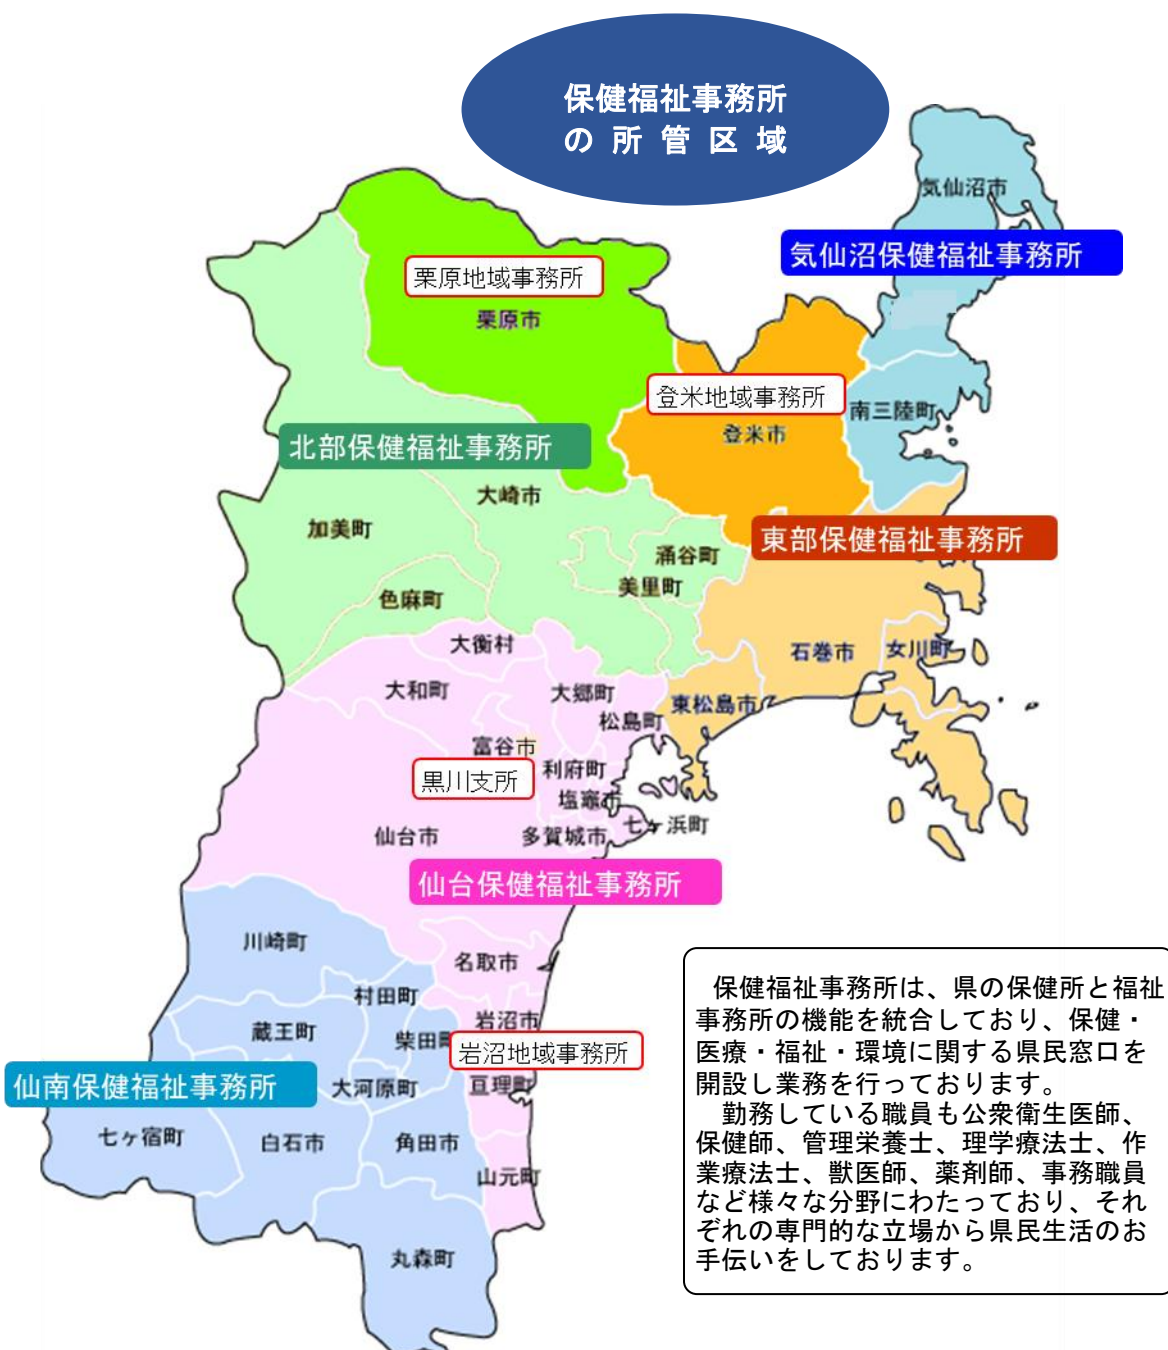 保健福祉事務所
の所管区域
気仙沼市
気仙沼保健福祉事務所
栗原地域事務所
栗原市
登米地域事務所
南三陸町
登米市
北部保健福祉事務所
大崎市
加美町
東部保健福祉事務所
涌谷町
美里町
色麻町
大衡村
石巻市
女川町
大和町
大郷町
東松島市
松島町
富谷市
利府町
黒川支所
塩竈市
七ヶ浜町
仙台市
多賀城市
仙台保健福祉事務所
川崎町
名取市
村田町
岩沼市
蔵王町
柴田町
岩沼地域事務所
仙南保健福祉事務所
大河原町
亘理町
七ヶ宿町
白石市
角田市
山元町
丸森町
保健福祉事務所は、県の保健所と福祉
事務所の機能を統合しており、保健・
医療・福祉・環境に関する県民窓口を
開設し業務を行っております。
勤務している職員も公衆衛生医師、
保健師、管理栄養士、理学療法士、作
業療法士、獣医師、薬剤師、事務職員
など様々な分野にわたっており、それ
ぞれの専門的な立場から県民生活のお
手伝いをしております。